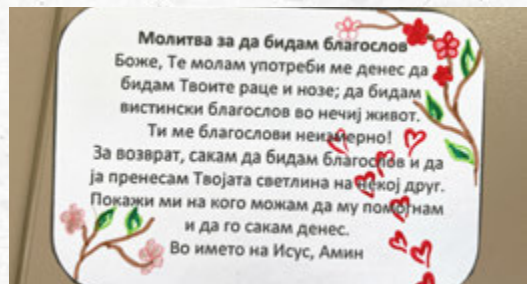 Молитва за да бидам благослов
Боже, Те молам употреби ме денес да
бидам Твоите раце и нозе; да бидам
вистински благослов во нечиј живот.
Ти ме благослови неизмерно!
За возврат, сакам да бидам благослов и да
ја пренесам Твојата светлина на некој друг.
Покажи ми на кого можам да му помогнам
и да го сакам денес.
Во името на Исус, Амин